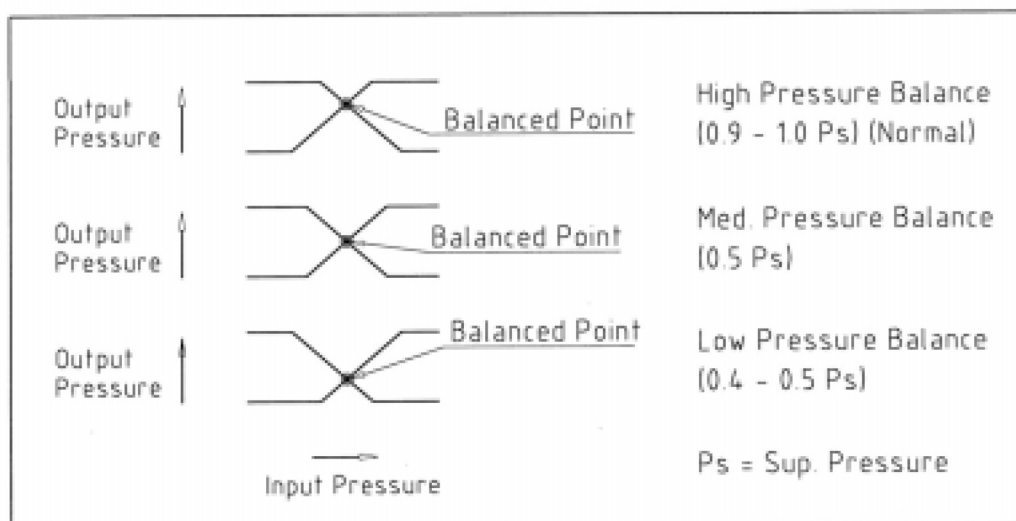 Output
Pressure
Balanced Point
High Pressure Balance
(0.9 - 1.0 Ps) (Normal)
Output
Pressure
Balanced Point
Med. Pressure Balance
(0.5 Ps)
Output
Pressure
Balanced Point
Low Pressure Balance
(0.4 - 0.5 Ps)
Input Pressure
Ps = Sup. Pressure